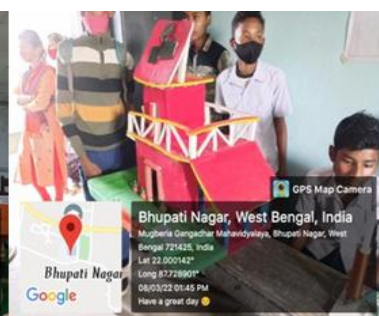 GPS Map Camera
Bhupati Nagar, West Bengal, India
Mugberia Gangadhar Mahavidyalaya, Bhupati Nagar, West
Bengal 721425, India
Lat 22.000142°
Long 87.728901°
08/03/22 01:45 PM
Have a great day 😊
Bhupati Nagar
Google